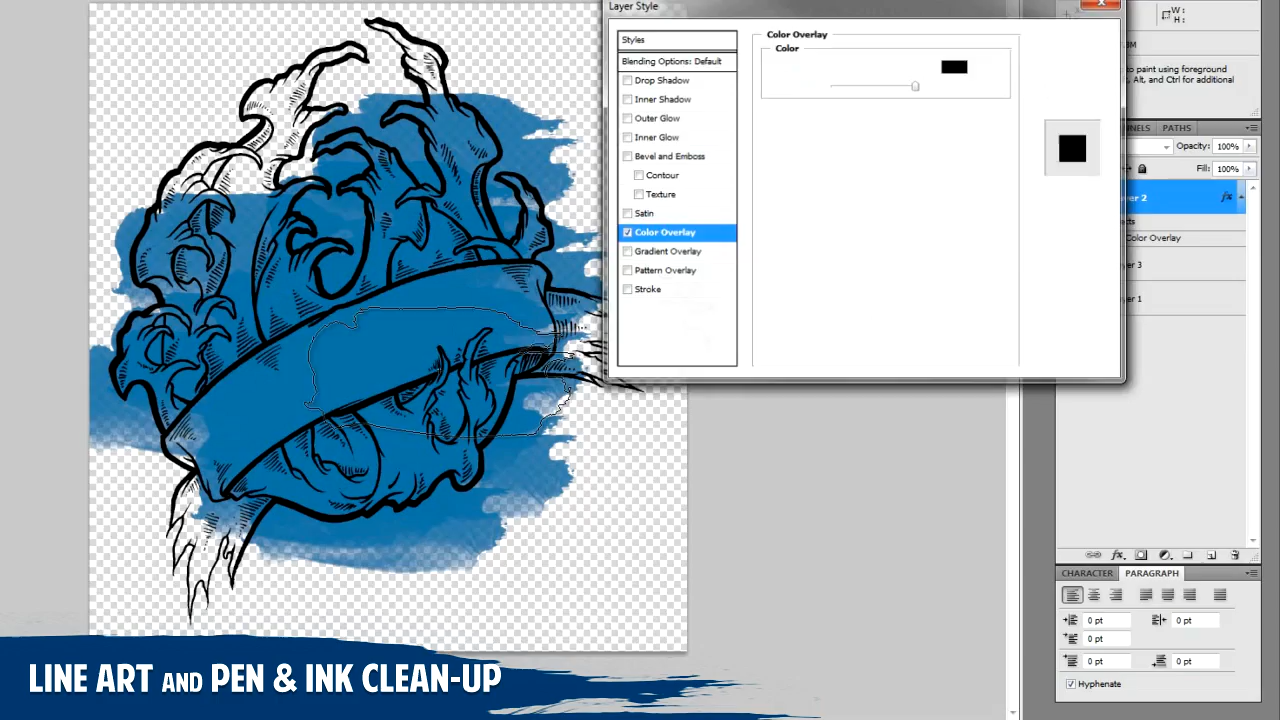 Layer Style
Styles
Blending Options: Default
Drop Shadow
Inner Shadow
Outer Glow
Inner Glow
Bevel and Emboss
Contour
Texture
Satin
Color Overlay
Gradient Overlay
Pattern Overlay
Stroke
Color Overlay
Color
W:
H:
to paint using foreground
Alt, and Ctrl for additional
PATHS
Opacity: 100%
Fill: 100%
fx
Color Overlay
fx
CHARACTER PARAGRAPH
0 pt 0 pt
0 pt
0 pt 0 pt
Hyphenate
LINE ART AND PEN & INK CLEAN-UP